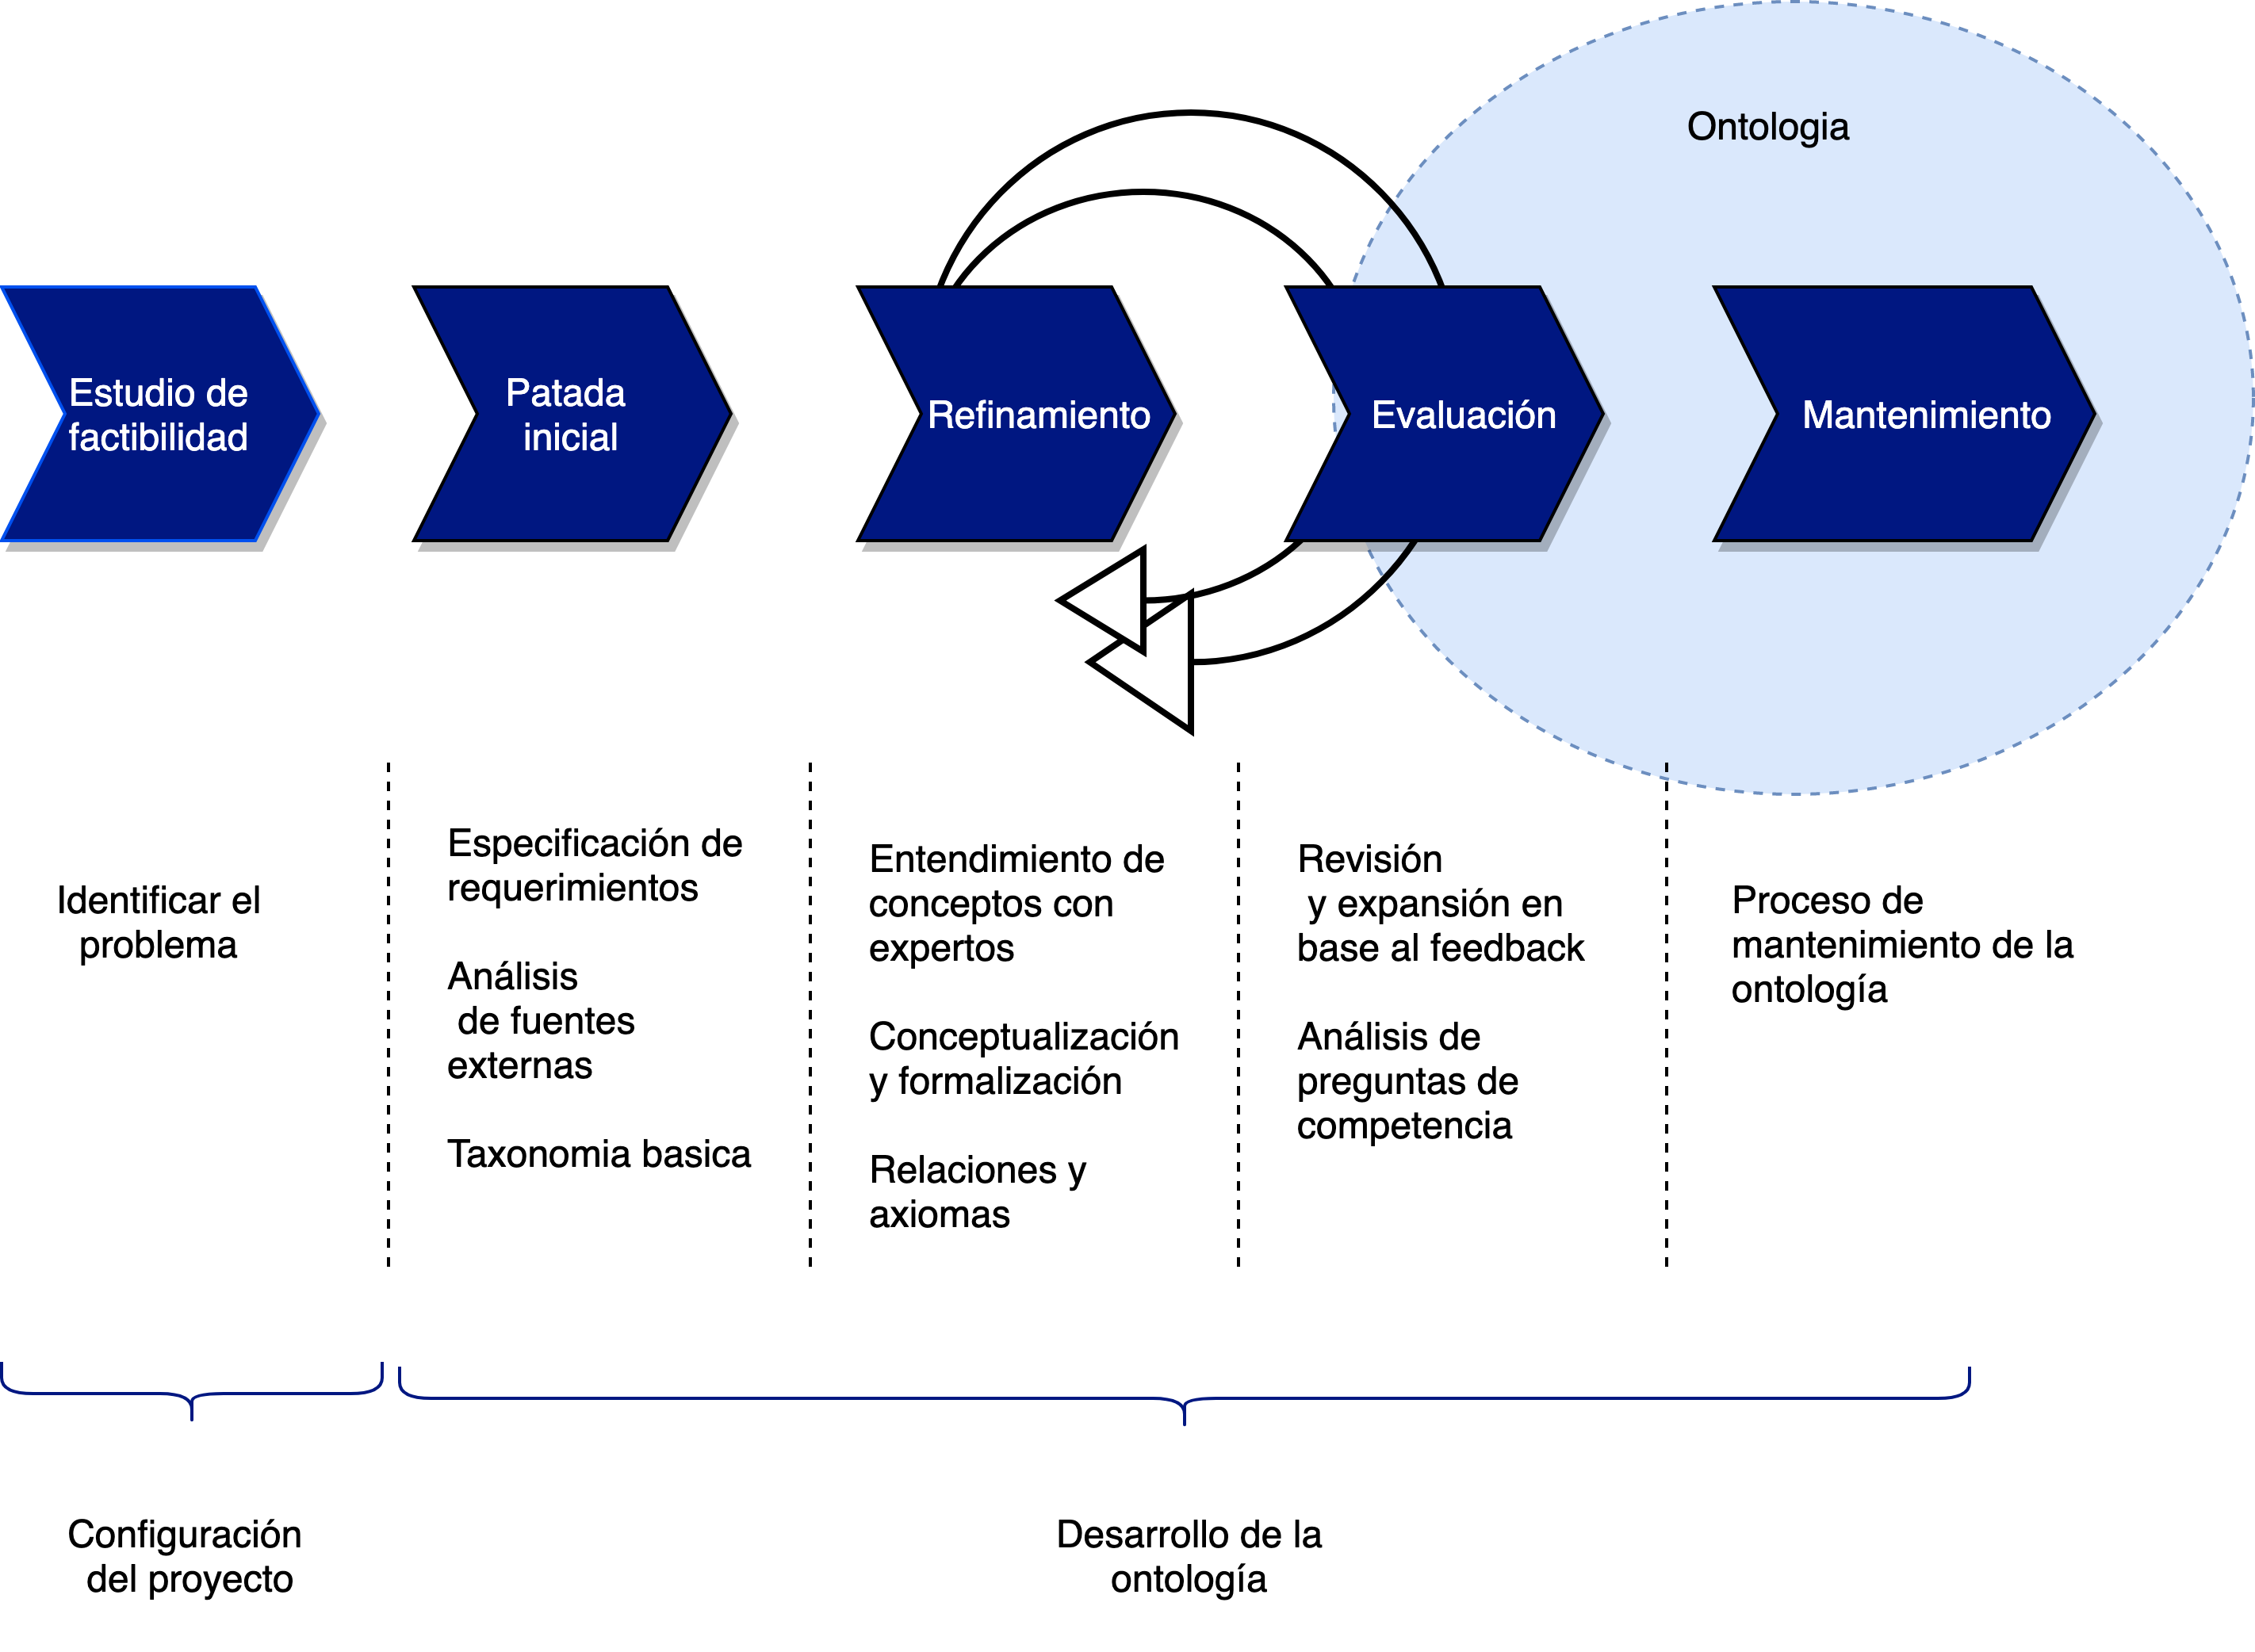 Ontologia
Estudio de
factibilidad
Patada
inicial
Refinamiento
Evaluación
Mantenimiento
Identificar el
problema
Especificación de
requerimientos
Análisis
de fuentes
externas
Taxonomia basica
Entendimiento de
conceptos con
expertos
Conceptualización
y formalización
Relaciones y
axiomas
Revisión
y expansión en
base al feedback
Análisis de
preguntas de
competencia
Proceso de
mantenimiento de la
ontología
Configuración
del proyecto
Desarrollo de la
ontología